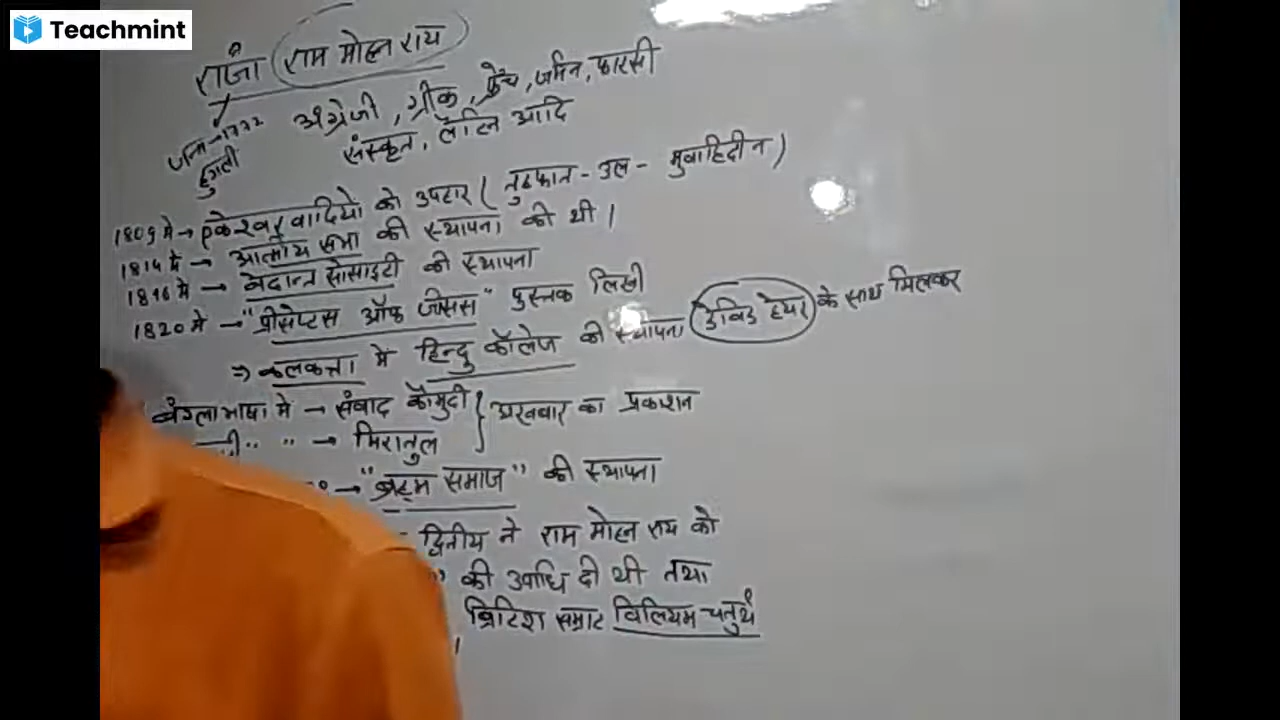 Teachmint
राजा राम मोहन राय
जन्म-1772
हुगली
अंग्रेजी, ग्रीक, फ्रेंच, जर्मन, फारसी
संस्कृत, लैटिन आदि
1809 में → एकेश्वरवादियो को उपहार (तुहफात-उल-मुवाहिदीन)
1814 में → आत्मीय सभा की स्थापना की थी।
1816 में → वेदान्त सोसाइटी की स्थापना
1820 में → "प्रीसेप्टस ऑफ जीसस" पुस्तक लिखी
⇒ कलकत्ता में हिन्दु कॉलेज की स्थापना डेविड हेयर के साथ मिलकर
बंग्ला भाषा में → संवाद कौमुदी } अखबार का प्रकाशन
" " → मिरातुल
→ "ब्रह्म समाज" की स्थापना
द्वितीय ने राम मोहन राय को
" की उपाधि दी थी तथा
ब्रिटिश सम्राट विलियम चतुर्थ